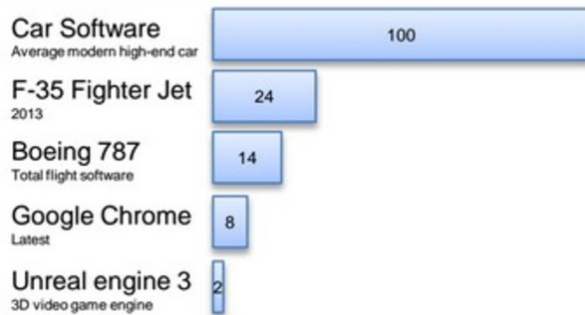 Car Software
Average modern high-end car
100
F-35 Fighter Jet
2013
24
Boeing 787
Total flight software
14
Google Chrome
Latest
8
Unreal engine 3
3D video game engine
2